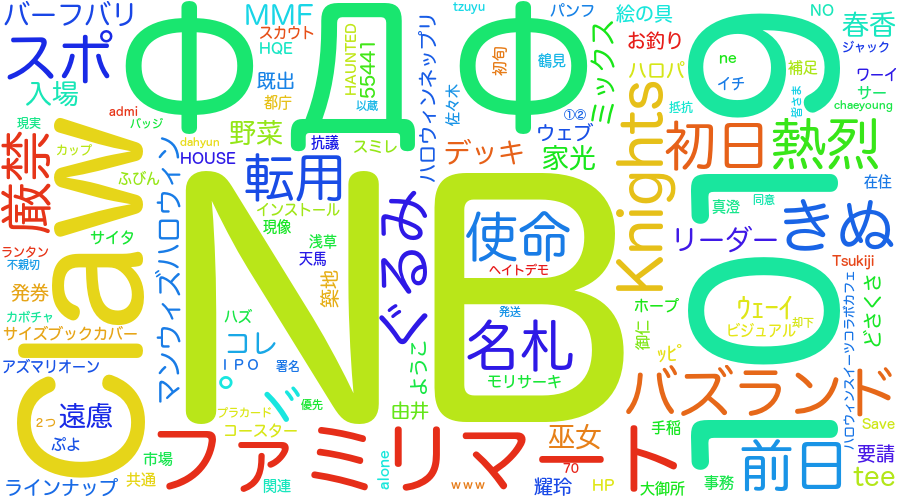 バーフバリ
スポ
入場
厳禁
claw
現実
カップ
バッジ
admi
ФДФ
MMF
スカウト
HQE
既出
都庁
HAUNTED
55441
以蔵
野菜
dahyun
HOUSE
抗議
スミレ
転用
ふびん
サイタ
マンウィズハロウィン
インストール
現像
浅草
天馬
築地
ぐるみ
ハロウィンネップリ
tzuyu
初旬
鶴見
佐々木
パンフ
①②
ミックス
ウェブ
デッキ
家光
絵の具
お釣り
ハロパ
NO
ne
イチ
補足
皆さま
抵抗
春香
ジャック
ワーイ
サー
chaeyoung
初日
熱烈
Knights
在住
真澄
同意
リーダー
きぬ
Tsukiji
使命
ヘイトデモ
発送
名札
モリサーキ
NB
ランタン
不親切
発券
カボチャ
サイズブックカバー
アズマリオーン
遠慮
2つ
ぷよ
ラインナップ
市場
共通
ハズ
コレ
。
IPO
署名
ド
優先
プラカード
コースター
関連
ようこ
由井
alone
ファミリマート
www
巫女
70
耀玲
HP
大御所
手稲
事務
ホープ
御仁
ッピ
ウェーイ
ビジュアル
却下
ハロウィンスイーツコラボカフェ
どさくさ
バズランド
前日
Save
要請
tee